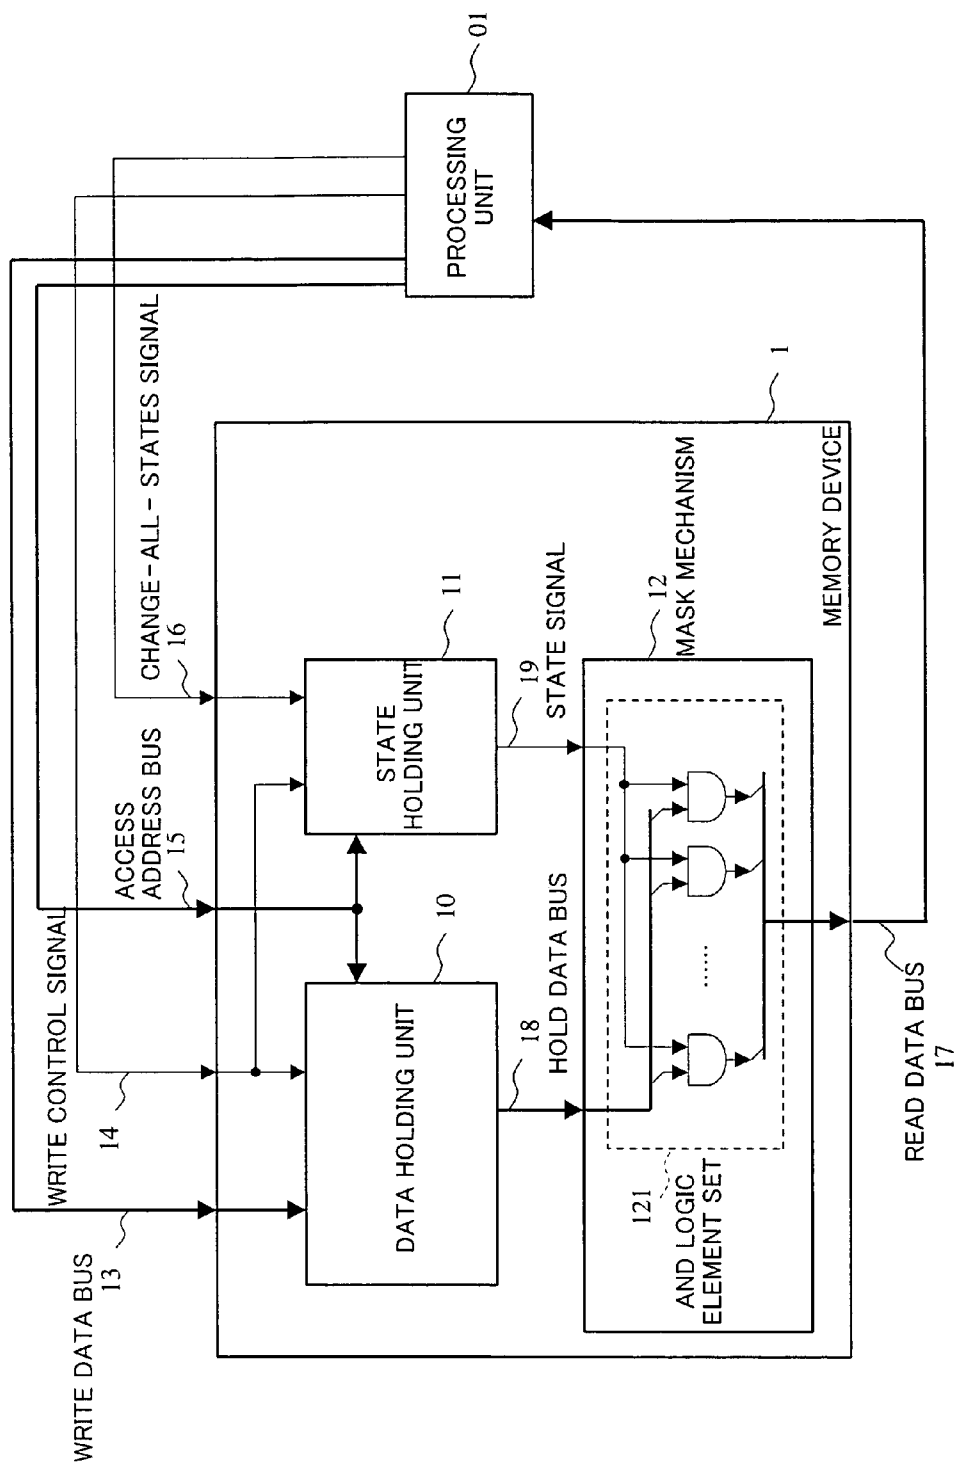 WRITE DATA BUS
13
WRITE CONTROL SIGNAL
14
ACCESS
ADDRESS BUS
15
CHANGE-ALL-STATES SIGNAL
16
01
PROCESSING
UNIT
1
MEMORY DEVICE
DATA HOLDING UNIT
10
STATE
HOLDING UNIT
11
18
HOLD DATA BUS
19
STATE SIGNAL
12
MASK MECHANISM
121
AND LOGIC
ELEMENT SET
......
READ DATA BUS
17